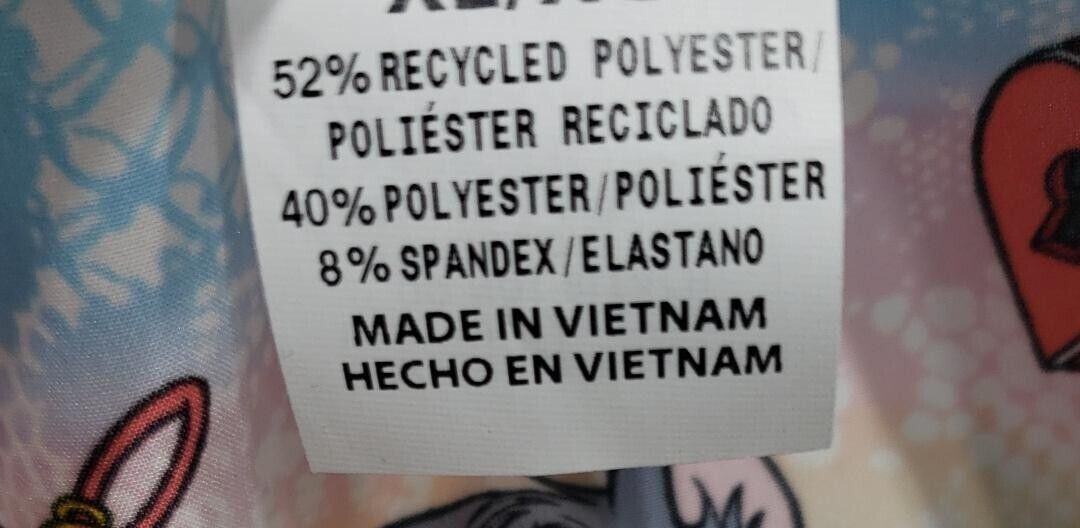 52% RECYCLED POLYESTER/
POLIÉSTER RECICLADO
40% POLYESTER/POLIÉSTER
8% SPANDEX/ELASTANO
MADE IN VIETNAM
HECHO EN VIETNAM